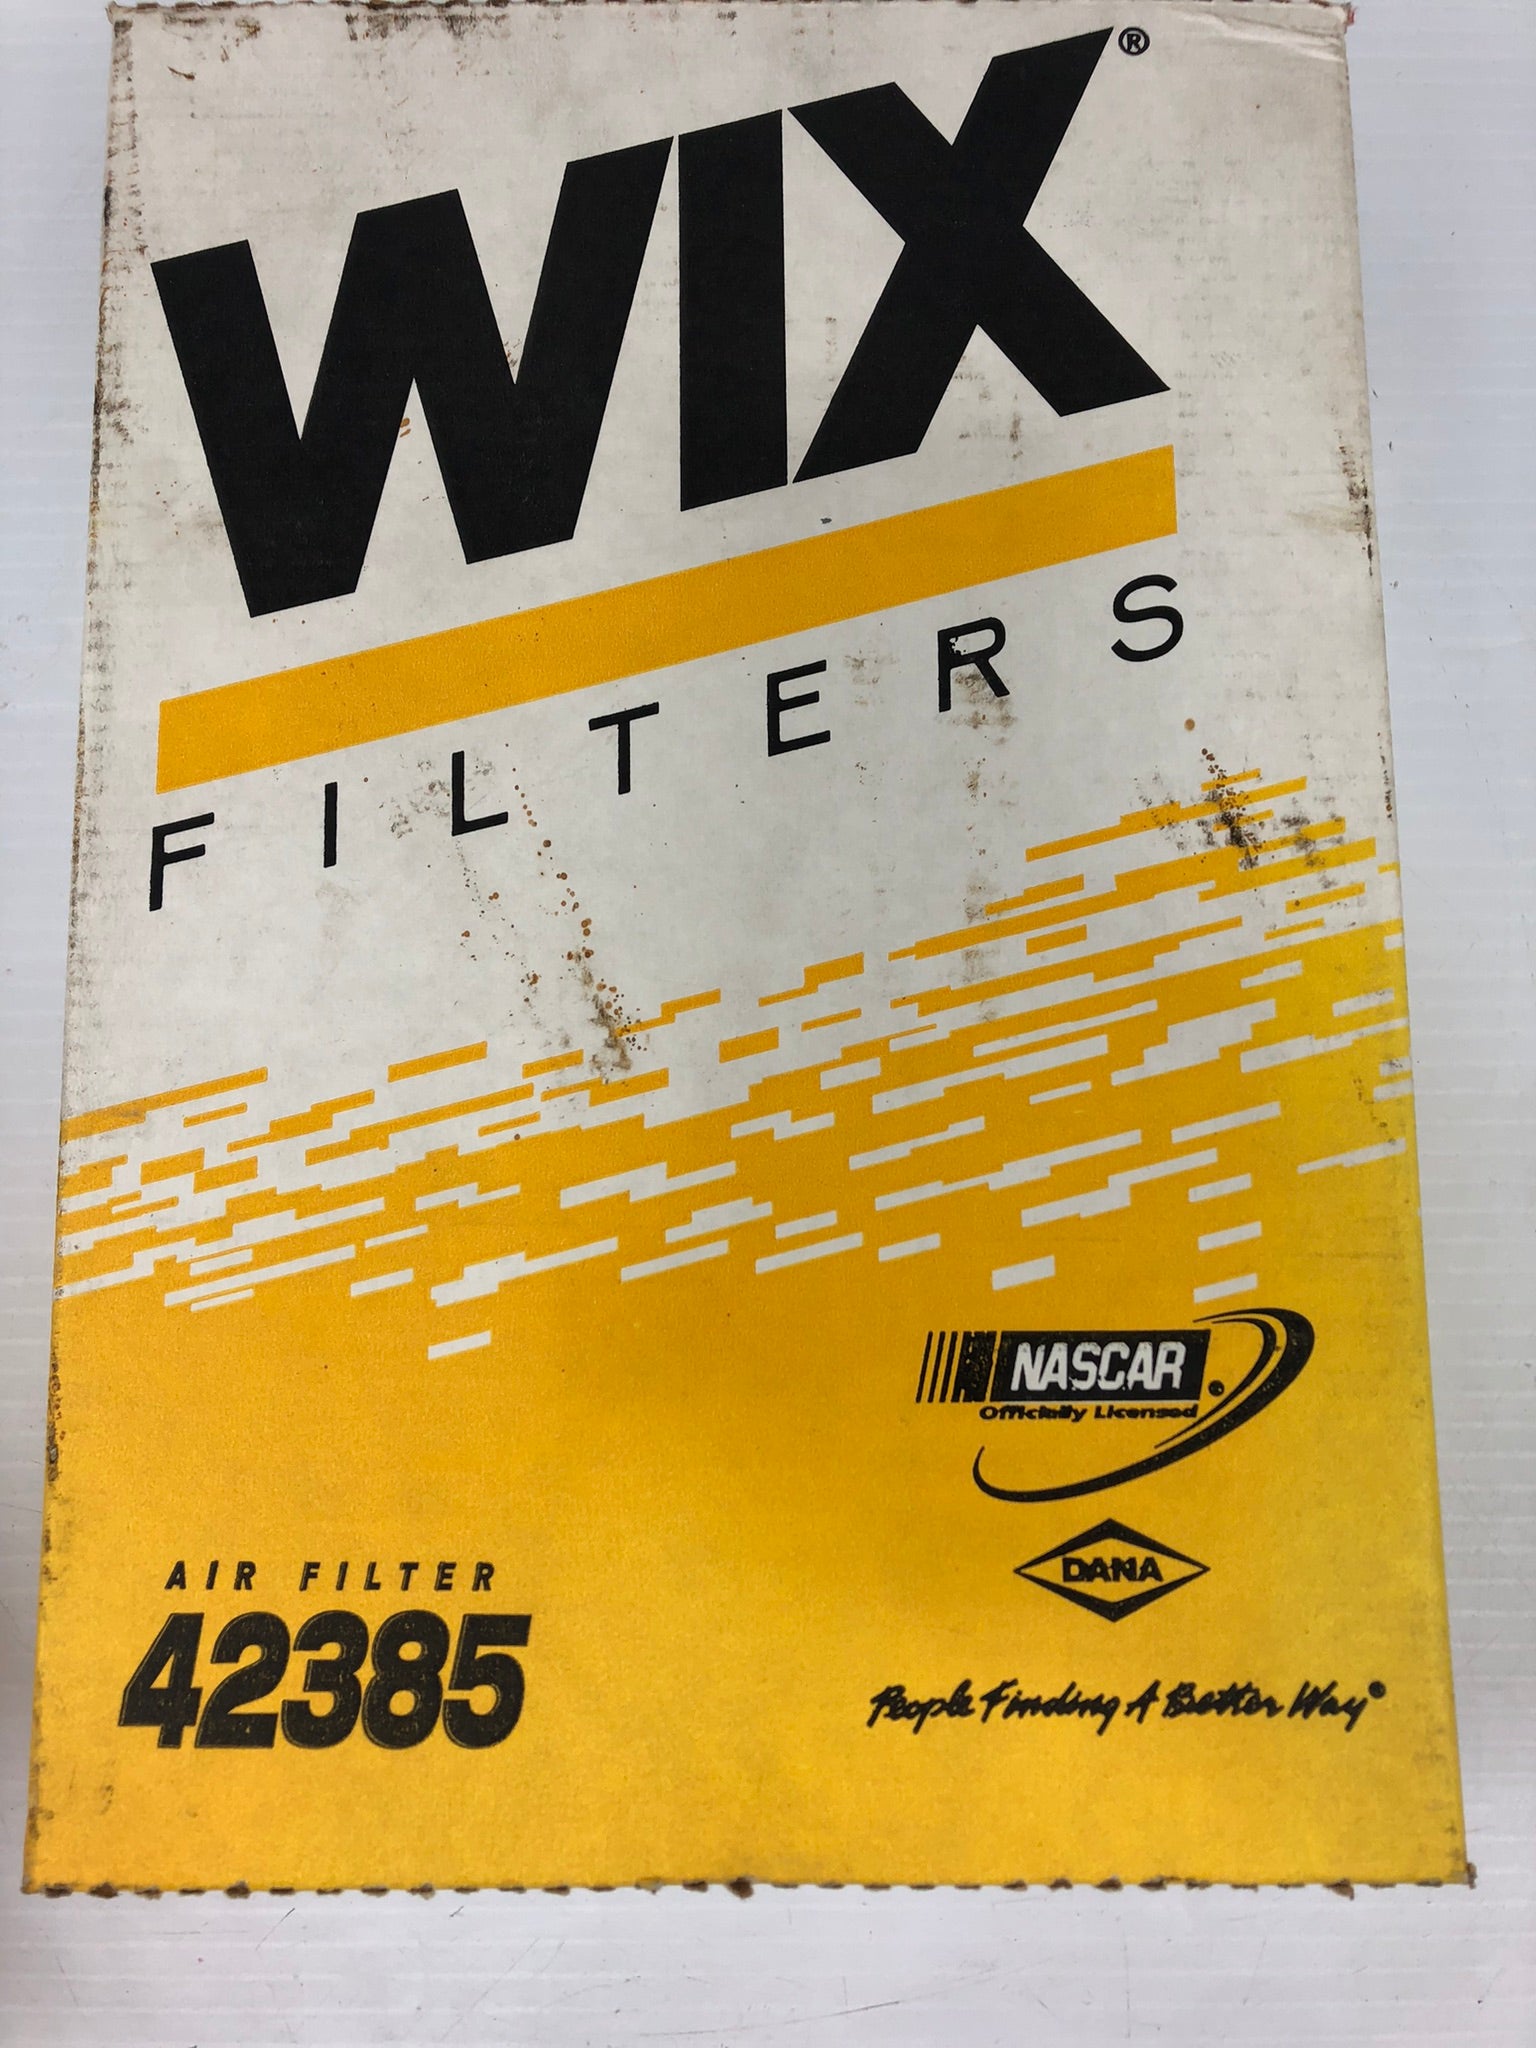 WIX®
FILTERS
NASCAR®
Officially Licensed
DANA
People Finding A Better Way®
AIR FILTER
42385